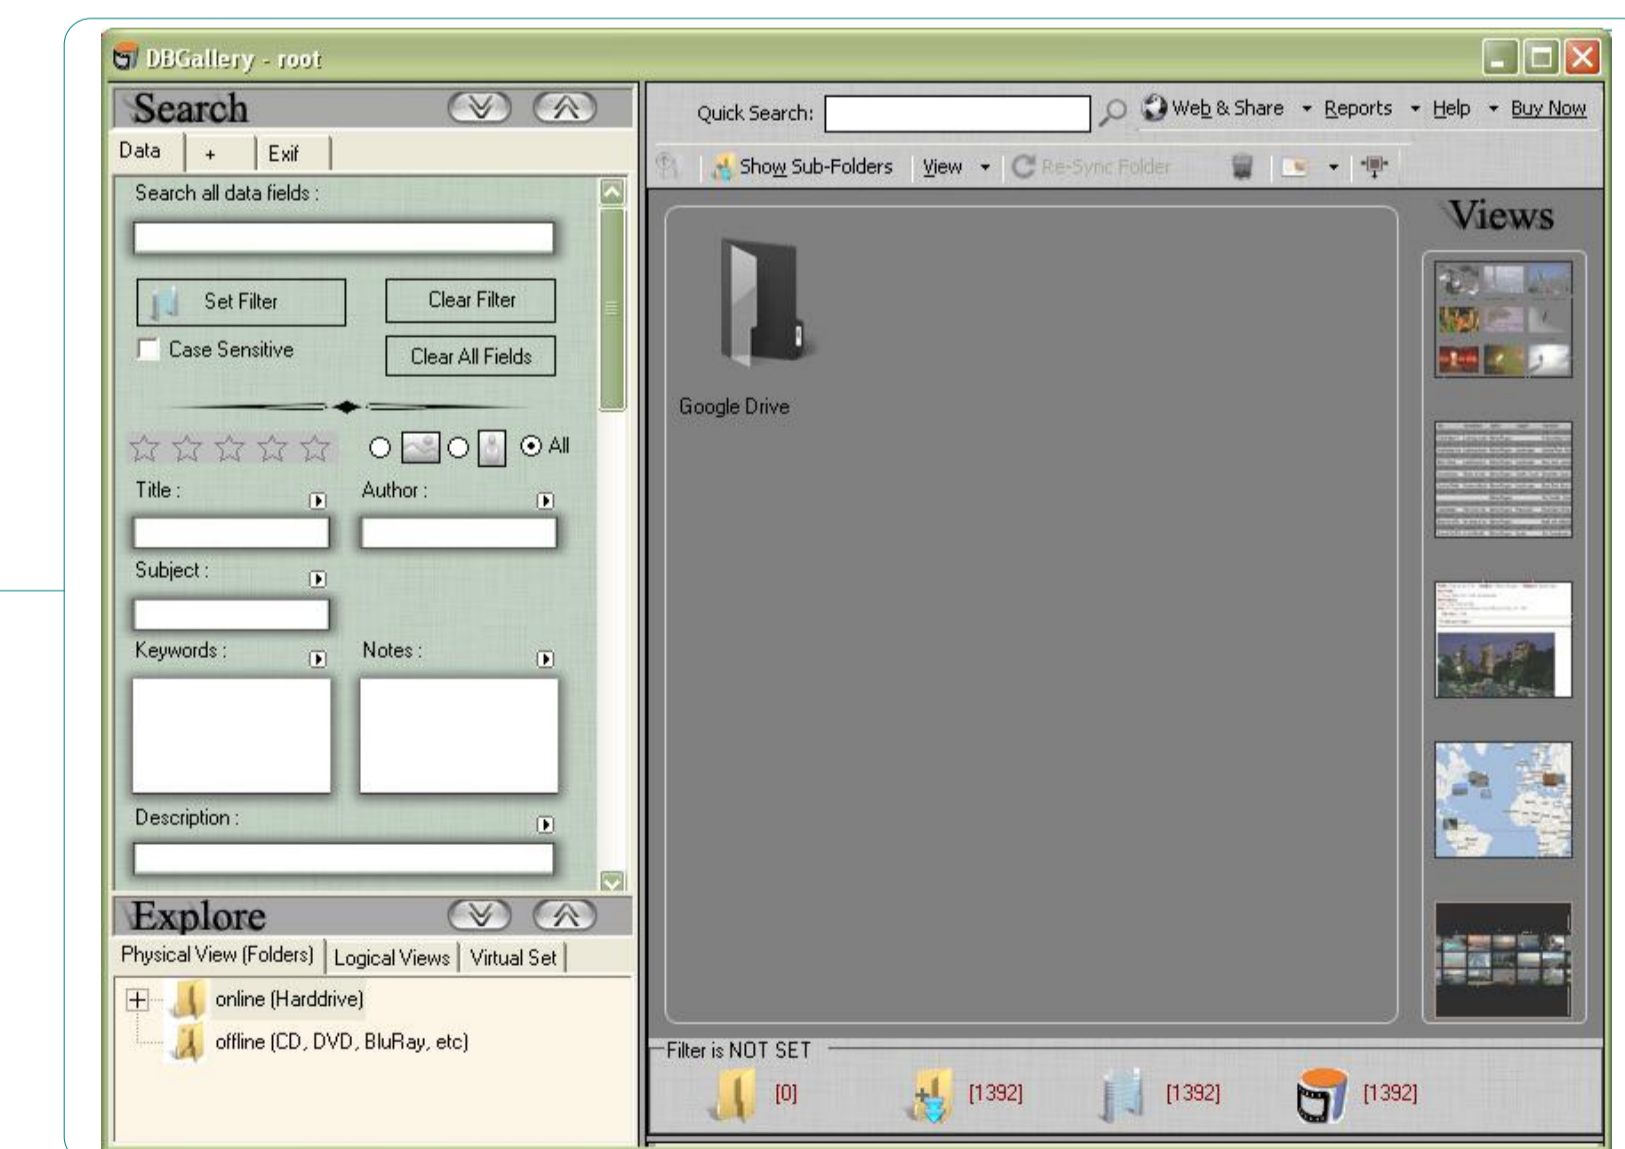 DBGallery - root
Search
Data + Exif
Search all data fields :
Set Filter
Clear Filter
Case Sensitive
Clear All Fields
All
Title :
Author :
Subject :
Keywords :
Notes :
Description :
Explore
Physical View (Folders) Logical Views Virtual Set
online (Harddrive)
offline (CD, DVD, BluRay, etc)
Quick Search:
Web & Share Reports Help Buy Now
Show Sub-Folders View Re-Sync Folder
Views
Google Drive
Filter is NOT SET
[0] [1392] [1392] [1392]